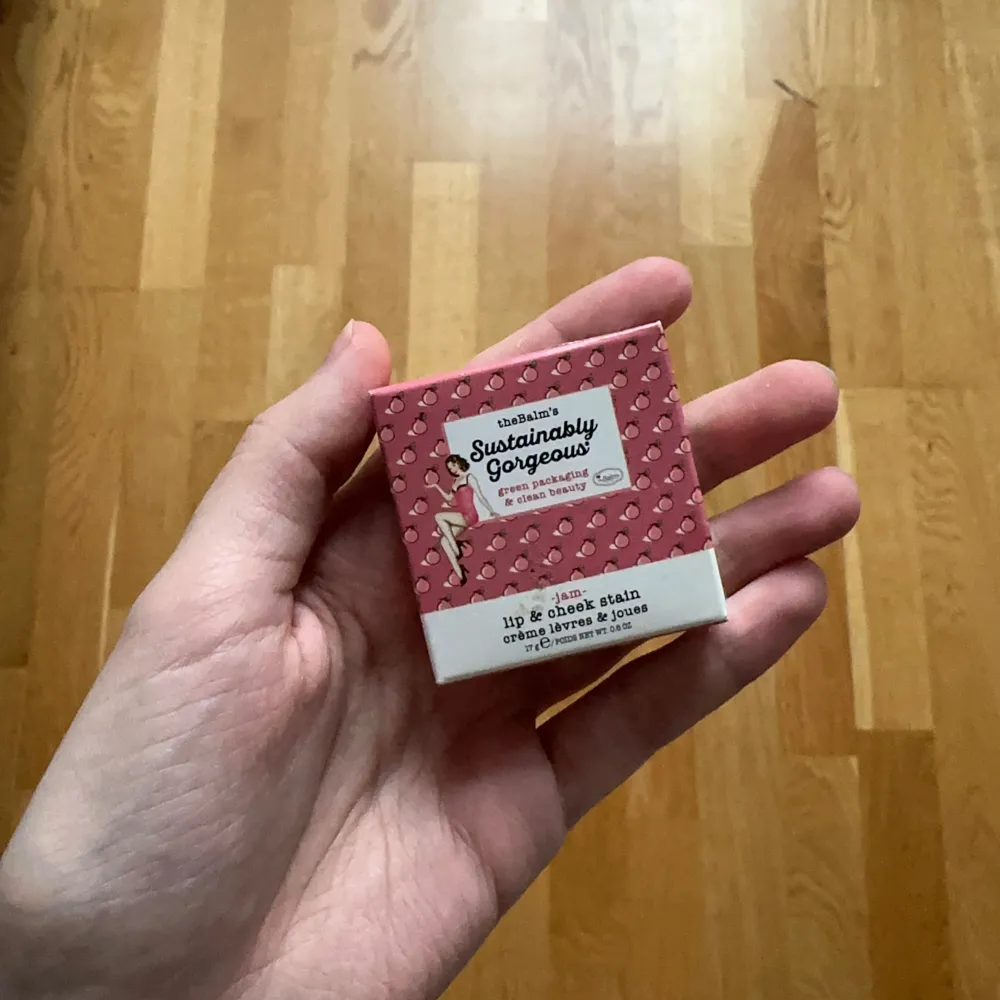 theBalm's
Sustainably
Gorgeous®
green packaging
& clean beauty
-jam-
lip & cheek stain
crème lèvres & joues
17 g e/POIDS NET WT. 0.6 OZ